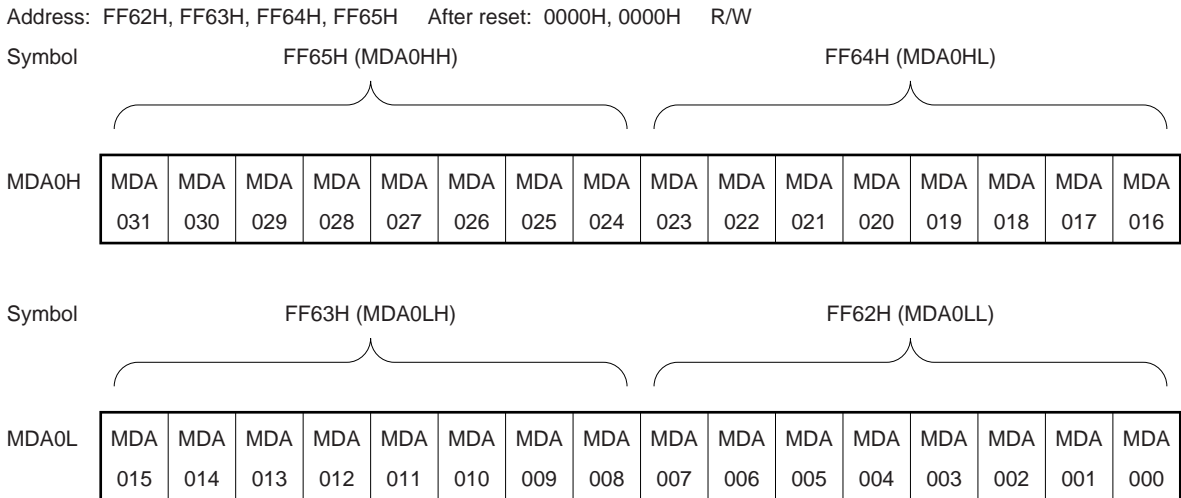 Address: FF62H, FF63H, FF64H, FF65H After reset: 0000H, 0000H R/W
Symbol FF65H (MDA0HH) FF64H (MDA0HL)
MDA0H MDA MDA MDA MDA MDA MDA MDA MDA MDA MDA MDA MDA MDA MDA MDA MDA
031 030 029 028 027 026 025 024 023 022 021 020 019 018 017 016
Symbol FF63H (MDA0LH) FF62H (MDA0LL)
MDA0L MDA MDA MDA MDA MDA MDA MDA MDA MDA MDA MDA MDA MDA MDA MDA MDA
015 014 013 012 011 010 009 008 007 006 005 004 003 002 001 000